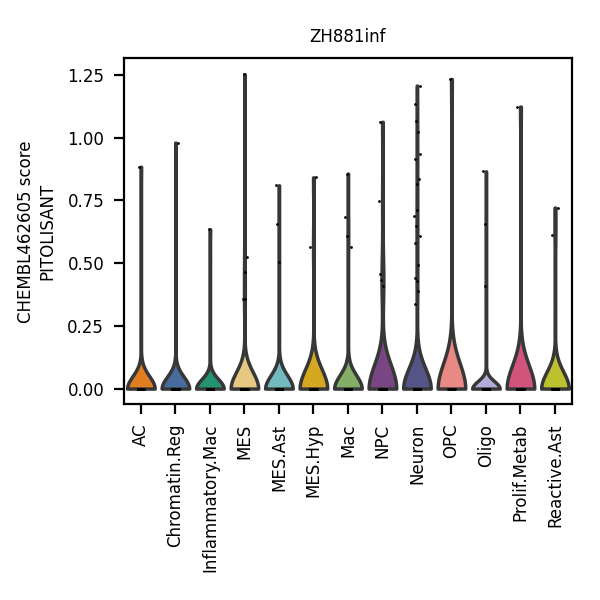 ZH881inf
CHEMBL462605 score
PITOLISANT
1.25
1.00
0.75
0.50
0.25
0.00
AC
Chromatin.Reg
Inflammatory.Mac
MES
MES.Ast
MES.Hyp
Mac
NPC
Neuron
OPC
Oligo
Prolif.Metab
Reactive.Ast